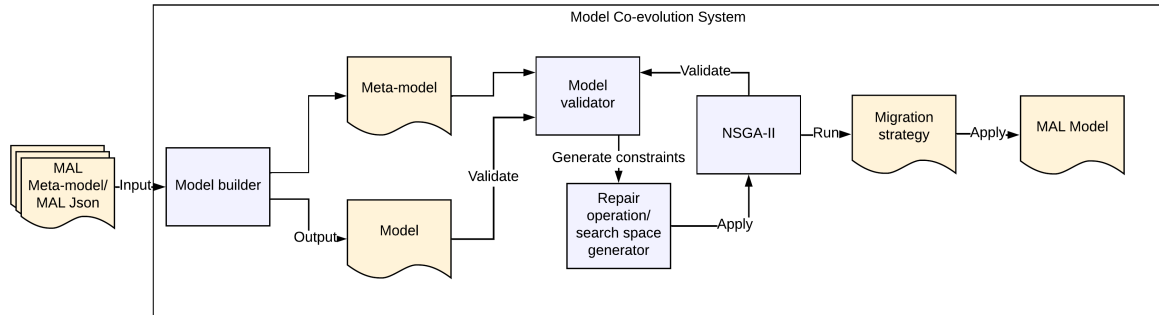 Model Co-evolution System
MAL
Meta-model/
MAL Json
Input
Model builder
Output
Meta-model
Model
Validate
Model
validator
Generate constraints
Repair
operation/
search space
generator
Apply
Validate
NSGA-II
Run
Migration
strategy
Apply
MAL Model